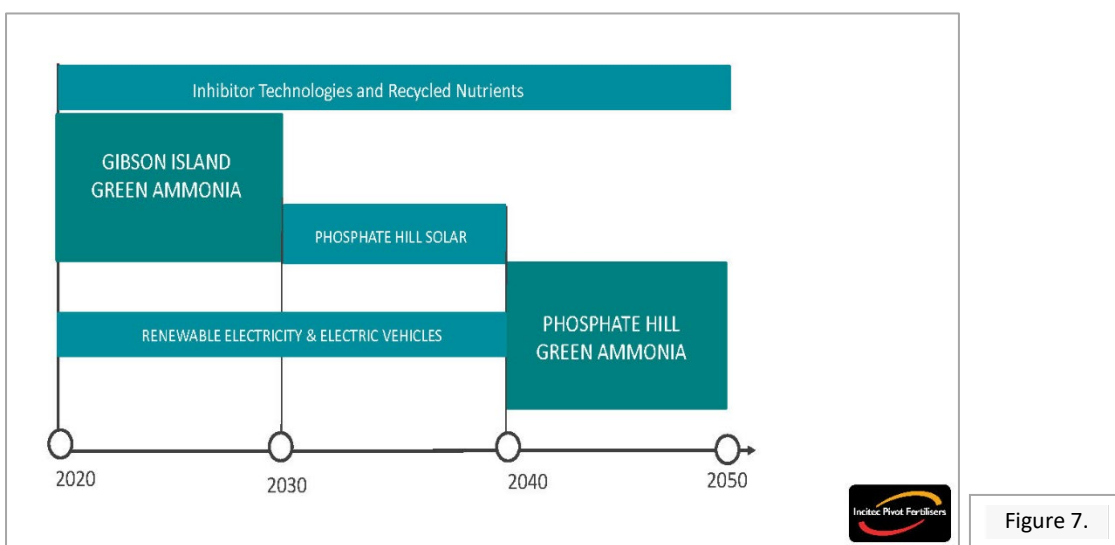 Inhibitor Technologies and Recycled Nutrients
GIBSON ISLAND
GREEN AMMONIA
PHOSPHATE HILL SOLAR
RENEWABLE ELECTRICITY & ELECTRIC VEHICLES
PHOSPHATE HILL
GREEN AMMONIA
2020
2030
2040
2050
Incitec Pivot Fertilisers
Figure 7.